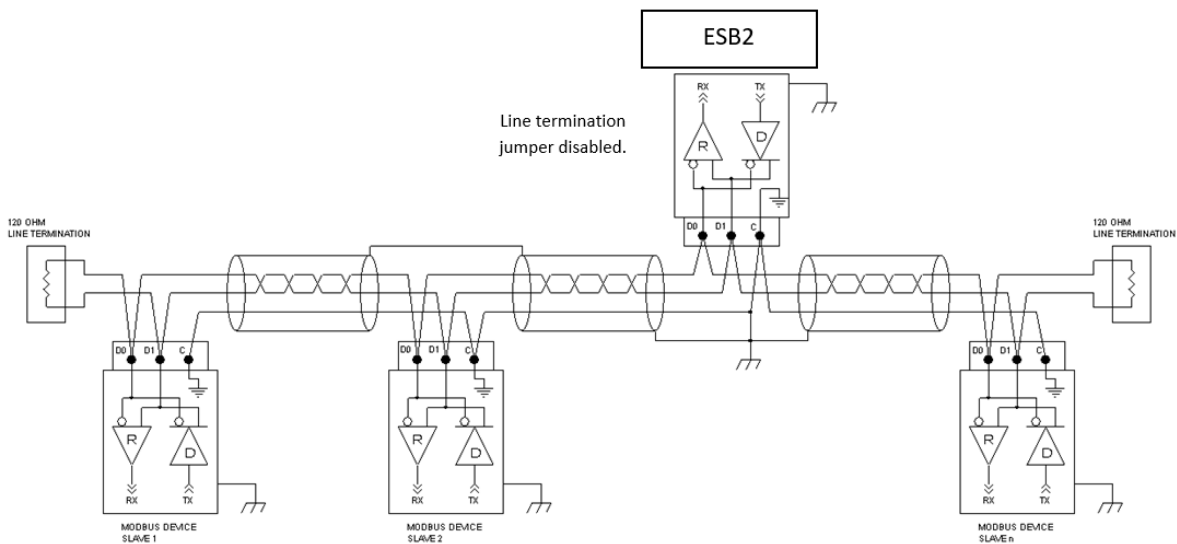 ESB2
RX TX
Line termination
jumper disabled.
R D
D0 D1 C
120 OHM
LINE TERMINATION
120 OHM
LINE TERMINATION
D0 D1 C
D0 D1 C
D0 D1 C
R D
R D
R D
RX TX
RX TX
RX TX
MODBUS DEVICE
SLAVE 1
MODBUS DEVICE
SLAVE 2
MODBUS DEVICE
SLAVE n